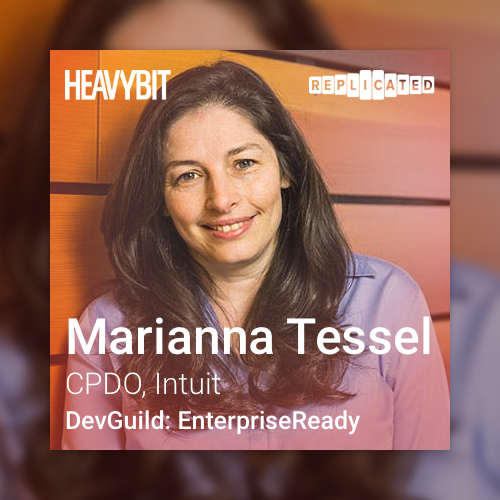 HEAVYBIT
REPLICATED
Marianna Tessel
CPDO, Intuit
DevGuild: EnterpriseReady